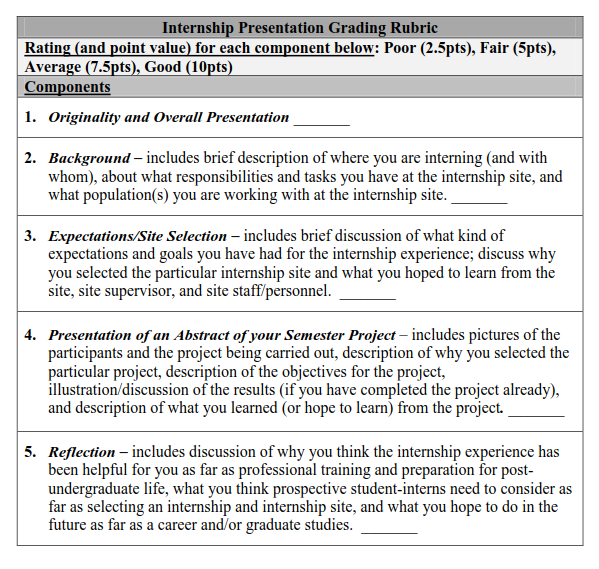 Internship Presentation Grading Rubric
Rating (and point value) for each component below: Poor (2.5pts), Fair (5pts),
Average (7.5pts), Good (10pts)
Components
1. Originality and Overall Presentation _______
2. Background – includes brief description of where you are interning (and with
whom), about what responsibilities and tasks you have at the internship site, and
what population(s) you are working with at the internship site. _______
3. Expectations/Site Selection – includes brief discussion of what kind of
expectations and goals you have had for the internship experience; discuss why
you selected the particular internship site and what you hoped to learn from the
site, site supervisor, and site staff/personnel. _______
4. Presentation of an Abstract of your Semester Project – includes pictures of the
participants and the project being carried out, description of why you selected the
particular project, description of the objectives for the project,
illustration/discussion of the results (if you have completed the project already),
and description of what you learned (or hope to learn) from the project. _______
5. Reflection – includes discussion of why you think the internship experience has
been helpful for you as far as professional training and preparation for post-
undergraduate life, what you think prospective student-interns need to consider as
far as selecting an internship and internship site, and what you hope to do in the
future as far as a career and/or graduate studies. _______